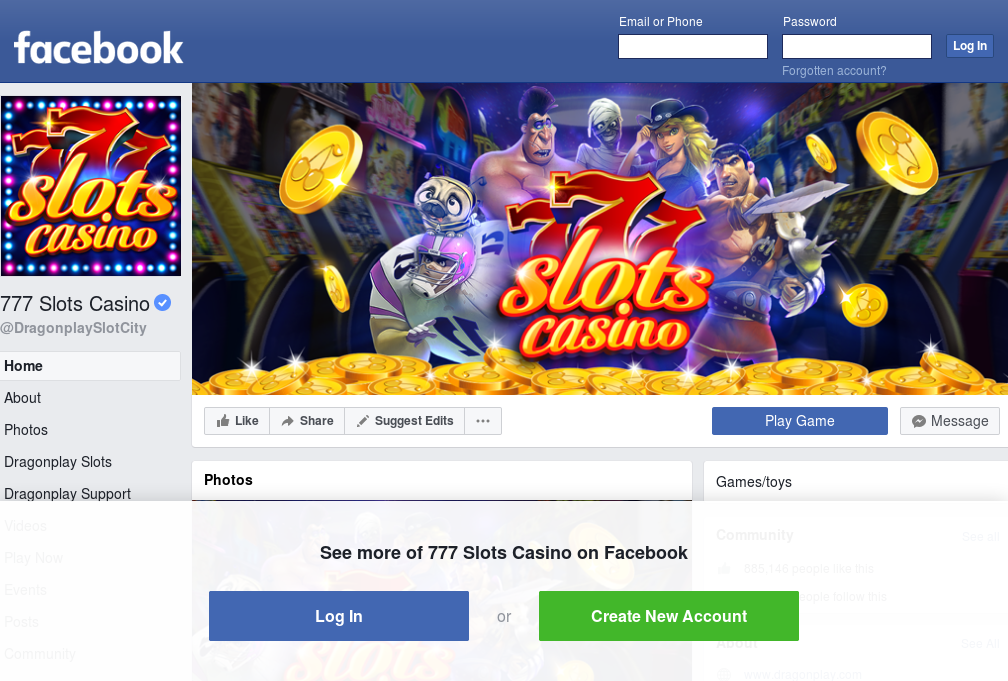 facebook
Email or Phone
Password
Log In
Forgotten account?
777
slots
casino
777 Slots Casino
@DragonplaySlotCity
Home
About
Photos
Dragonplay Slots
Dragonplay Support
Videos
Play Now
Events
Posts
Community
777
slots
casino
Like
Share
Suggest Edits
Play Game
Message
Photos
Games/toys
Community
See all
885,146 people like this
people follow this
About
See All
www.dragonplay.com
See more of 777 Slots Casino on Facebook
Log In
or
Create New Account